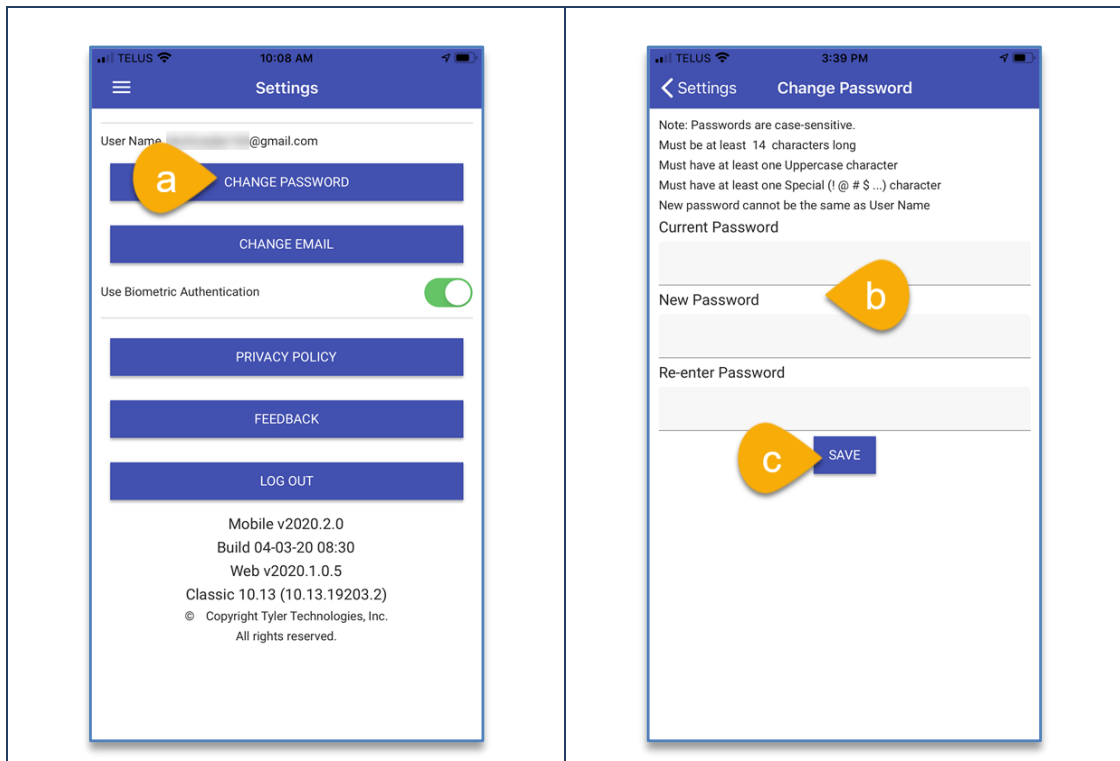 TELUS 10:08 AM
Settings
User Name @gmail.com
a
CHANGE PASSWORD
CHANGE EMAIL
Use Biometric Authentication
PRIVACY POLICY
FEEDBACK
LOG OUT
Mobile v2020.2.0
Build 04-03-20 08:30
Web v2020.1.0.5
Classic 10.13 (10.13.19203.2)
© Copyright Tyler Technologies, Inc.
All rights reserved.
TELUS 3:39 PM
Settings Change Password
Note: Passwords are case-sensitive.
Must be at least 14 characters long
Must have at least one Uppercase character
Must have at least one Special (! @ # $ ...) character
New password cannot be the same as User Name
Current Password
b
New Password
Re-enter Password
c
SAVE